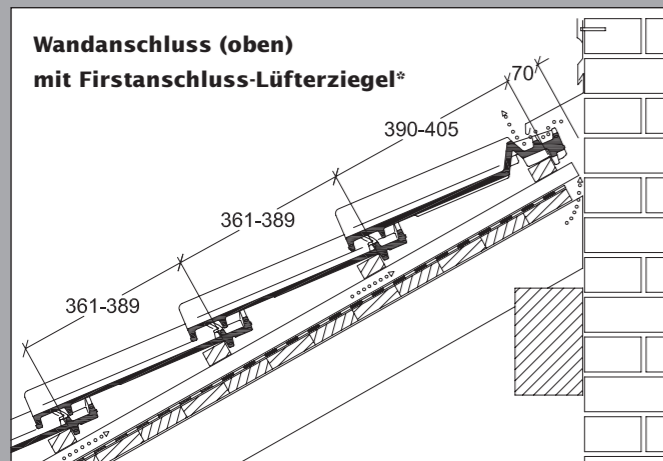 Wandanschluss (oben)
mit Firstanschluss-Lüfterziegel*
70
390-405
361-389
361-389